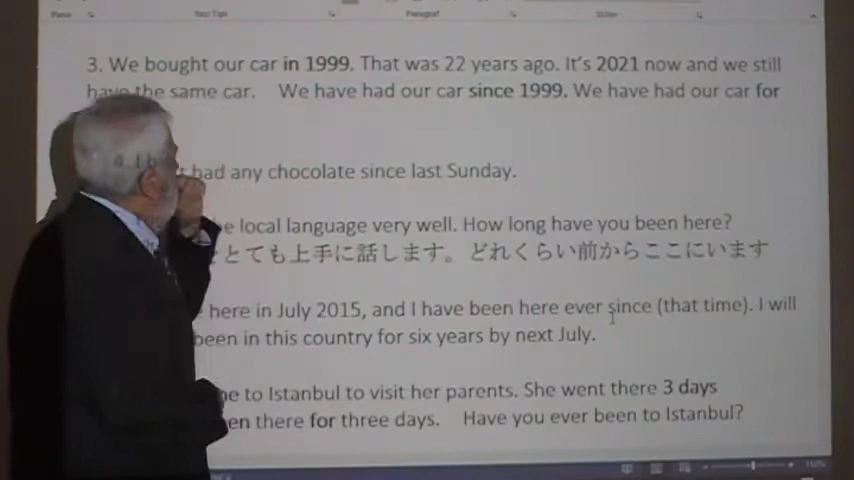 Yazı Tipi Paragraf Stiller
3. We bought our car in 1999. That was 22 years ago. It's 2021 now and we still
have the same car. We have had our car since 1999. We have had our car for
had any chocolate since last Sunday.
local language very well. How long have you been here?
とても上手に話します。どれくらい前からここにいます
here in July 2015, and I have been here ever since (that time). I will
been in this country for six years by next July.
to Istanbul to visit her parents. She went there 3 days
there for three days. Have you ever been to Istanbul?